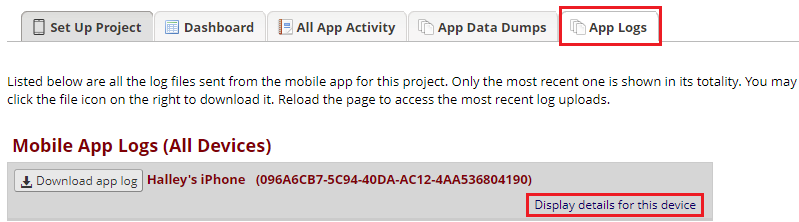 Set Up Project Dashboard All App Activity App Data Dumps App Logs
Listed below are all the log files sent from the mobile app for this project. Only the most recent one is shown in its totality. You may
click the file icon on the right to download it. Reload the page to access the most recent log uploads.
Mobile App Logs (All Devices)
Download app log Halley's iPhone (096A6CB7-5C94-40DA-AC12-4AA536804190)
Display details for this device